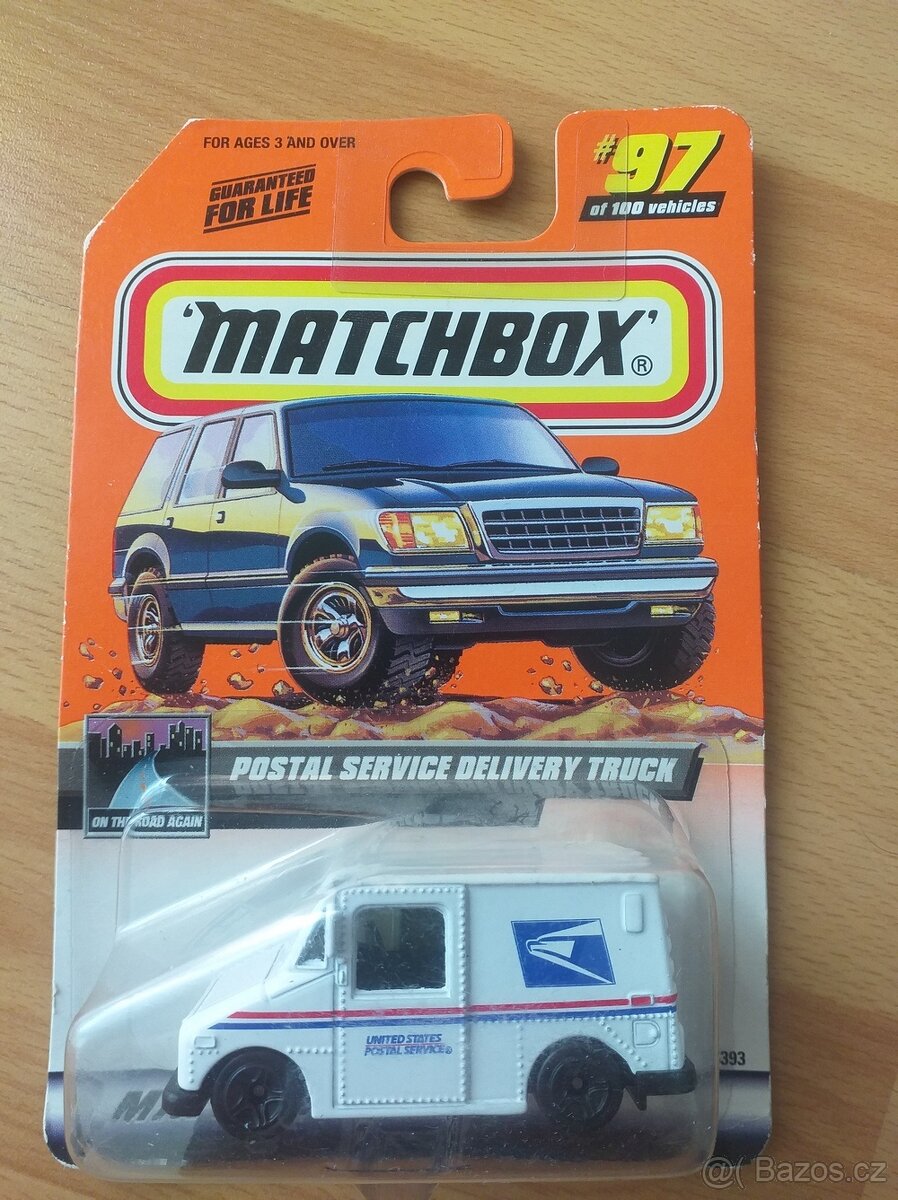 FOR AGES 3 AND OVER
GUARANTEED
FOR LIFE
#97
of 100 vehicles
'MATCHBOX'®
POSTAL SERVICE DELIVERY TRUCK
ON THE ROAD AGAIN
UNITED STATES
POSTAL SERVICE®
393
@( Bazos.cz